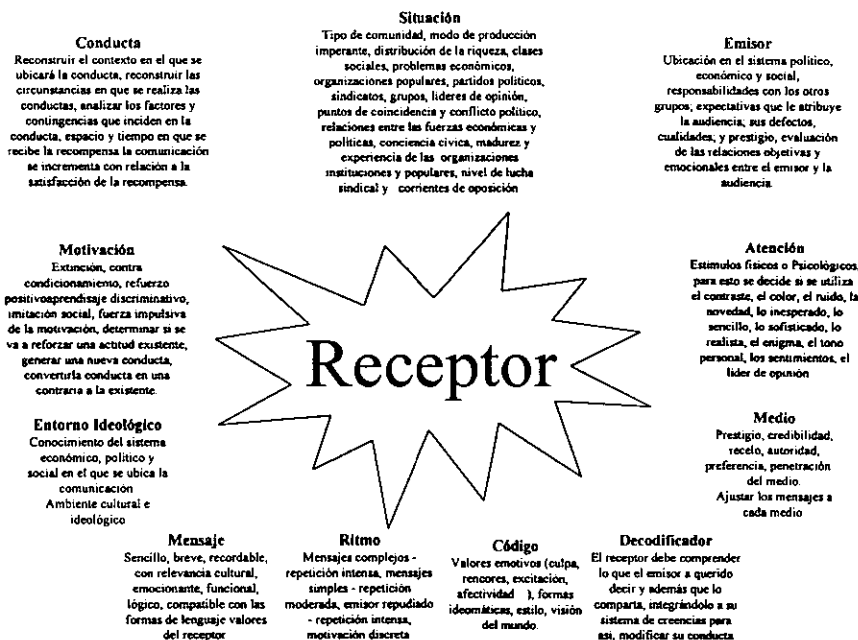 Conducta
Reconstruir el contexto en el que se
ubicará la conducta, reconstruir las
circunstancias en que se realiza las
conductas, analizar los factores y
contingencias que inciden en la
conducta, espacio y tiempo en que se
recibe la recompensa la comunicación
se incrementa con relación a la
satisfacción de la recompensa.
Situación
Tipo de comunidad, modo de producción
imperante, distribución de la riqueza, clases
sociales, problemas económicos,
organizaciones populares, partidos políticos,
sindicatos, grupos, líderes de opinión,
puntos de coincidencia y conflicto político,
relaciones entre las fuerzas económicas y
políticas, conciencia cívica, madurez y
experiencia de las organizaciones
instituciones y populares, nivel de lucha
sindical y corrientes de oposición
Emisor
Ubicación en el sistema político,
económico y social,
responsabilidades con los otros
grupos; expectativas que le atribuye
la audiencia; sus defectos,
cualidades; y prestigio, evaluación
de las relaciones objetivas y
emocionales entre el emisor y la
audiencia.
Motivación
Extinción, contra
condicionamiento, refuerzo
positivoaprendisaje discriminativo,
imitación social, fuerza impulsiva
de la motivación, determinar si se
va a reforzar una actitud existente,
generar una nueva conducta,
convertirla conducta en una
contraria a la existente.
Receptor
Atención
Estimulos fisicos o Psicológicos,
para esto se decide si se utiliza
el contraste, el color, el ruido, la
novedad, lo inesperado, lo
sencillo, lo sofisticado, lo
realista, el enigma, el tono
personal, los sentimientos, el
lider de opinión
Entorno Ideológico
Conocimiento del sistema
económico, político y
social en el que se ubica la
comunicación
Ambiente cultural e
ideológico
Medio
Prestigio, credibilidad,
recelo, autoridad,
preferencia, penetración
del medio.
Ajustar los mensajes a
cada medio
Mensaje
Sencillo, breve, recordable,
con relevancia cultural,
emocionante, funcional,
lógico, compatible con las
formas de lenguaje valores
del receptor
Ritmo
Mensajes complejos -
repetición intensa, mensajes
simples - repetición
moderada, emisor repudiado
- repetición intensa,
motivación discreta
Código
Valores emotivos (culpa,
rencores, excitación,
afectividad ), formas
ideomáticas, estilo, visión
del mundo.
Decodificador
El receptor debe comprender
lo que el emisor a querido
decir y además que lo
comparta, integrándolo a su
sistema de creencias para
asi, modificar su conducta